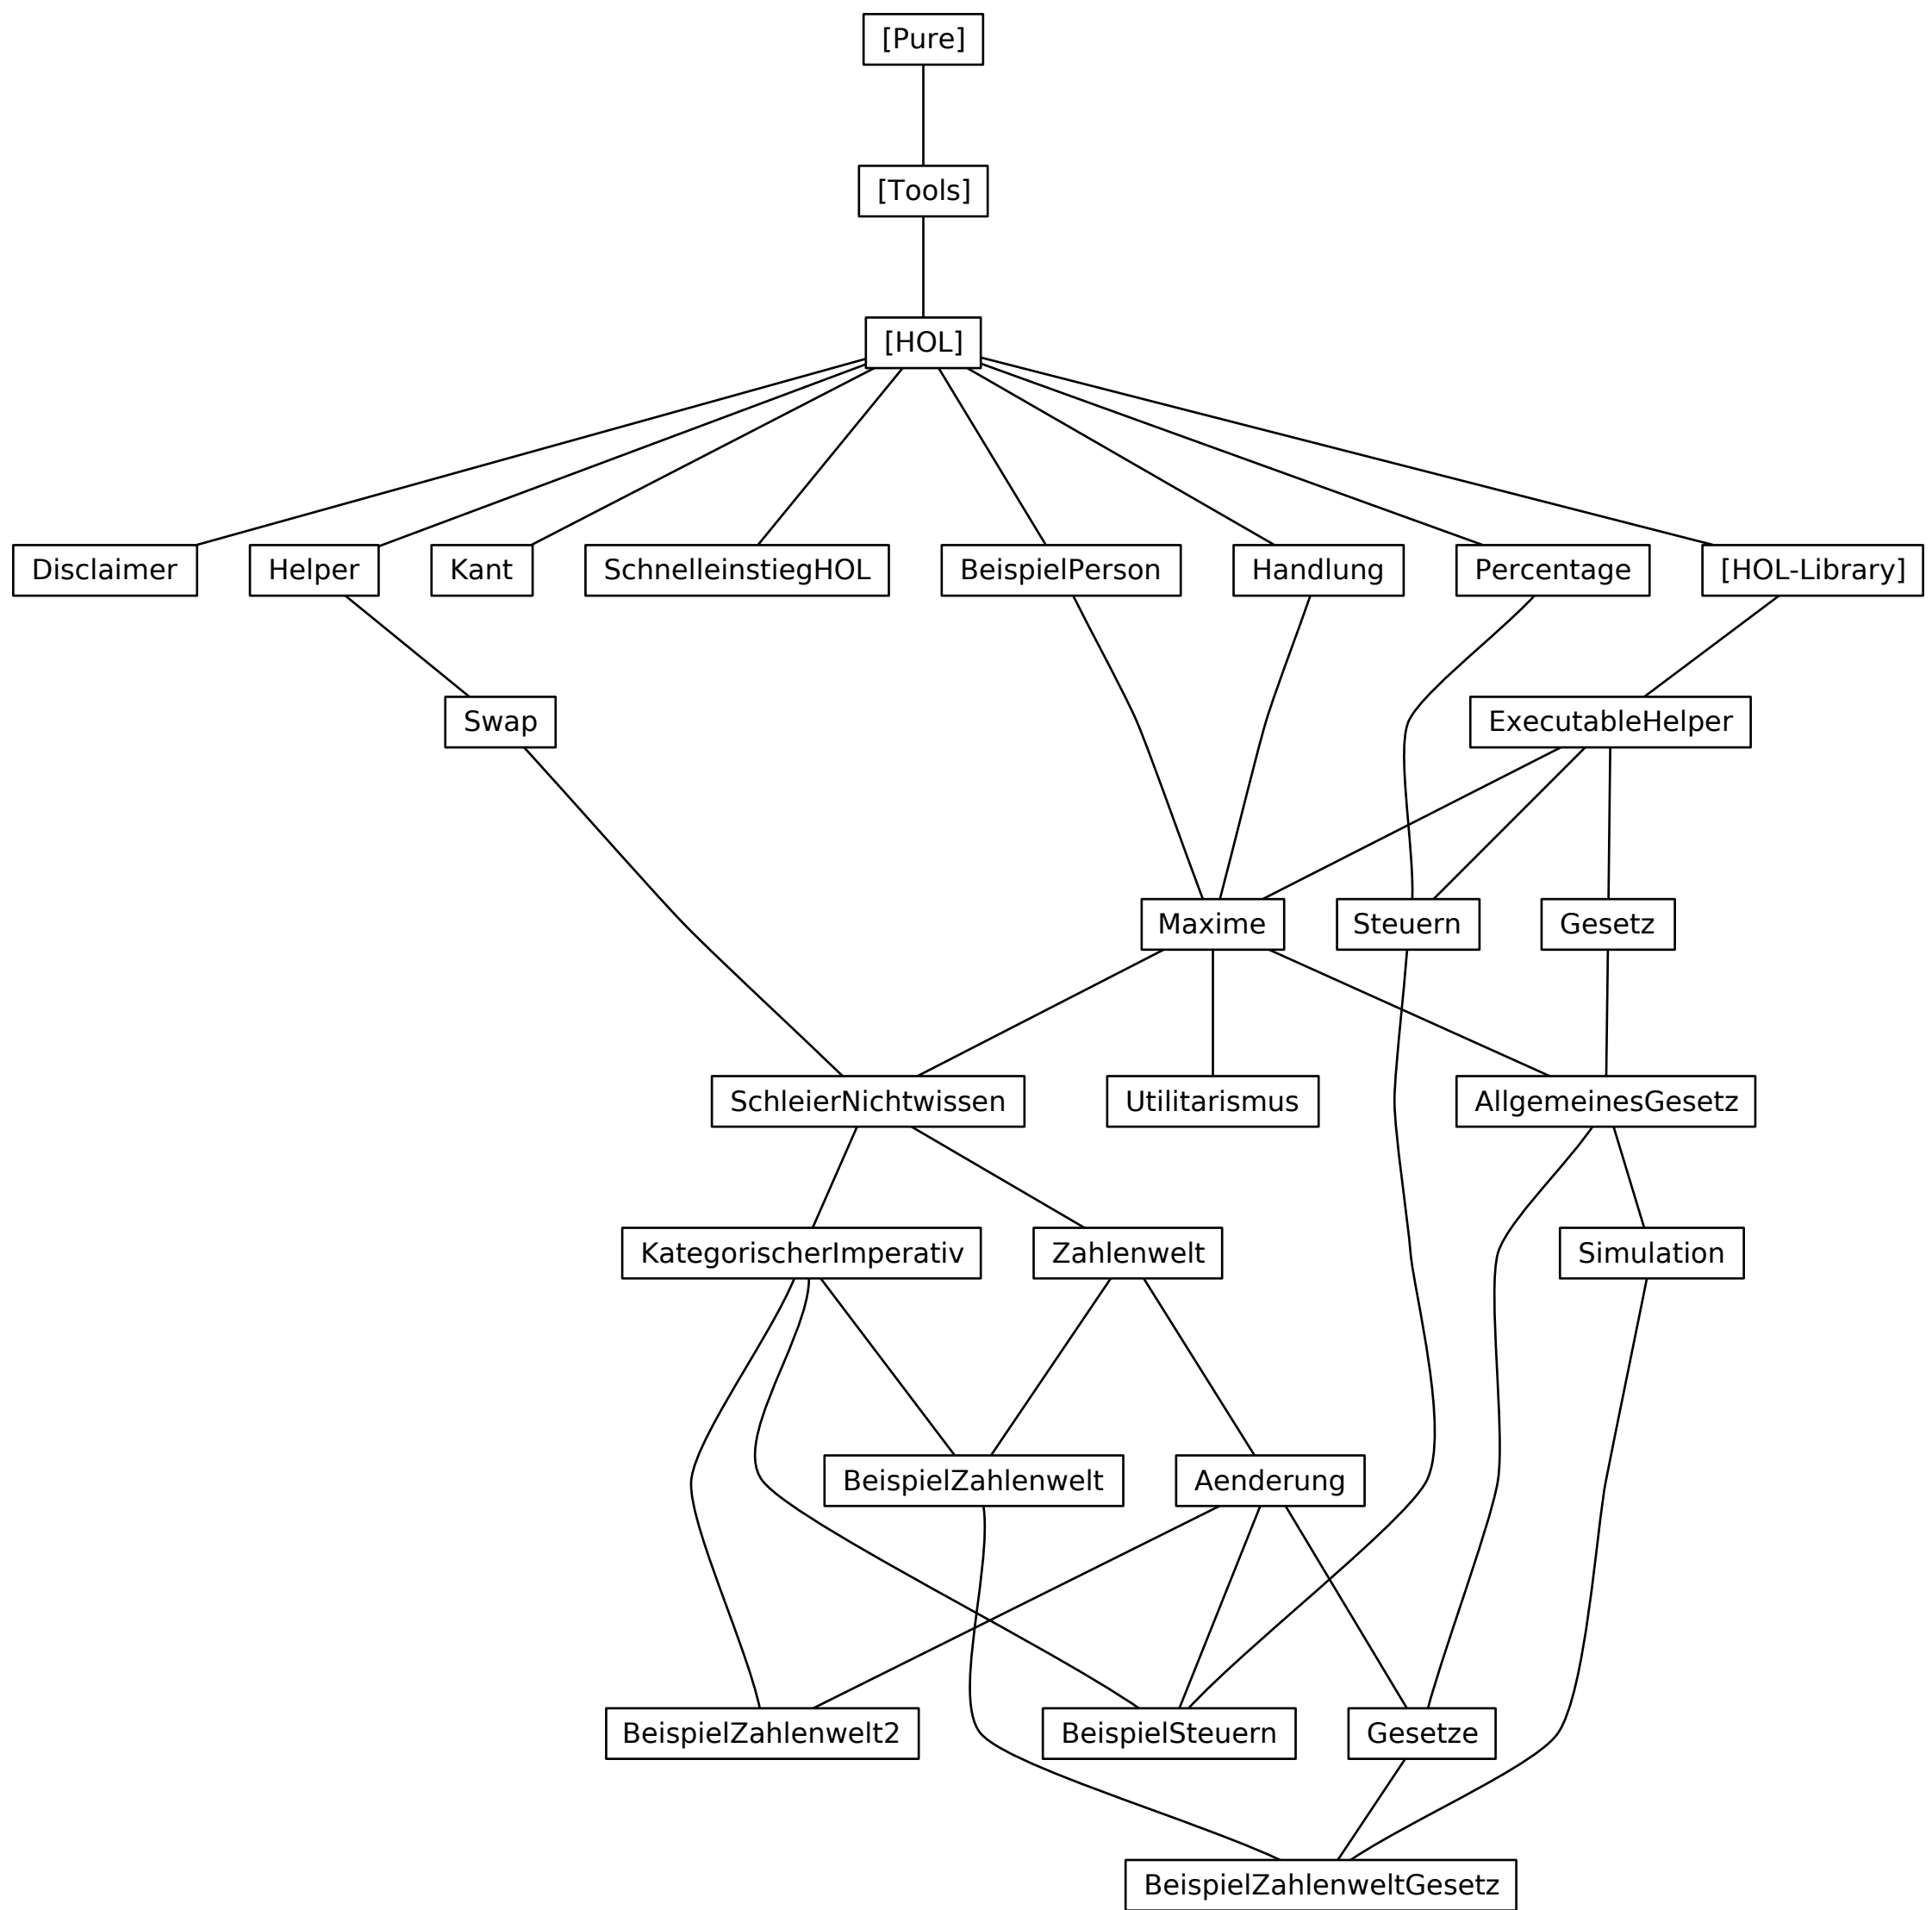 [Pure]
[Tools]
[HOL]
Disclaimer
Helper
Kant
SchnelleinstiegHOL
BeispielPerson
Handlung
Percentage
[HOL-Library]
Swap
ExecutableHelper
Maxime
Steuern
Gesetz
SchleierNichtwissen
Utilitarismus
AllgemeinesGesetz
KategorischerImperativ
Zahlenwelt
Simulation
BeispielZahlenwelt
Aenderung
BeispielZahlenwelt2
BeispielSteuern
Gesetze
BeispielZahlenweltGesetz